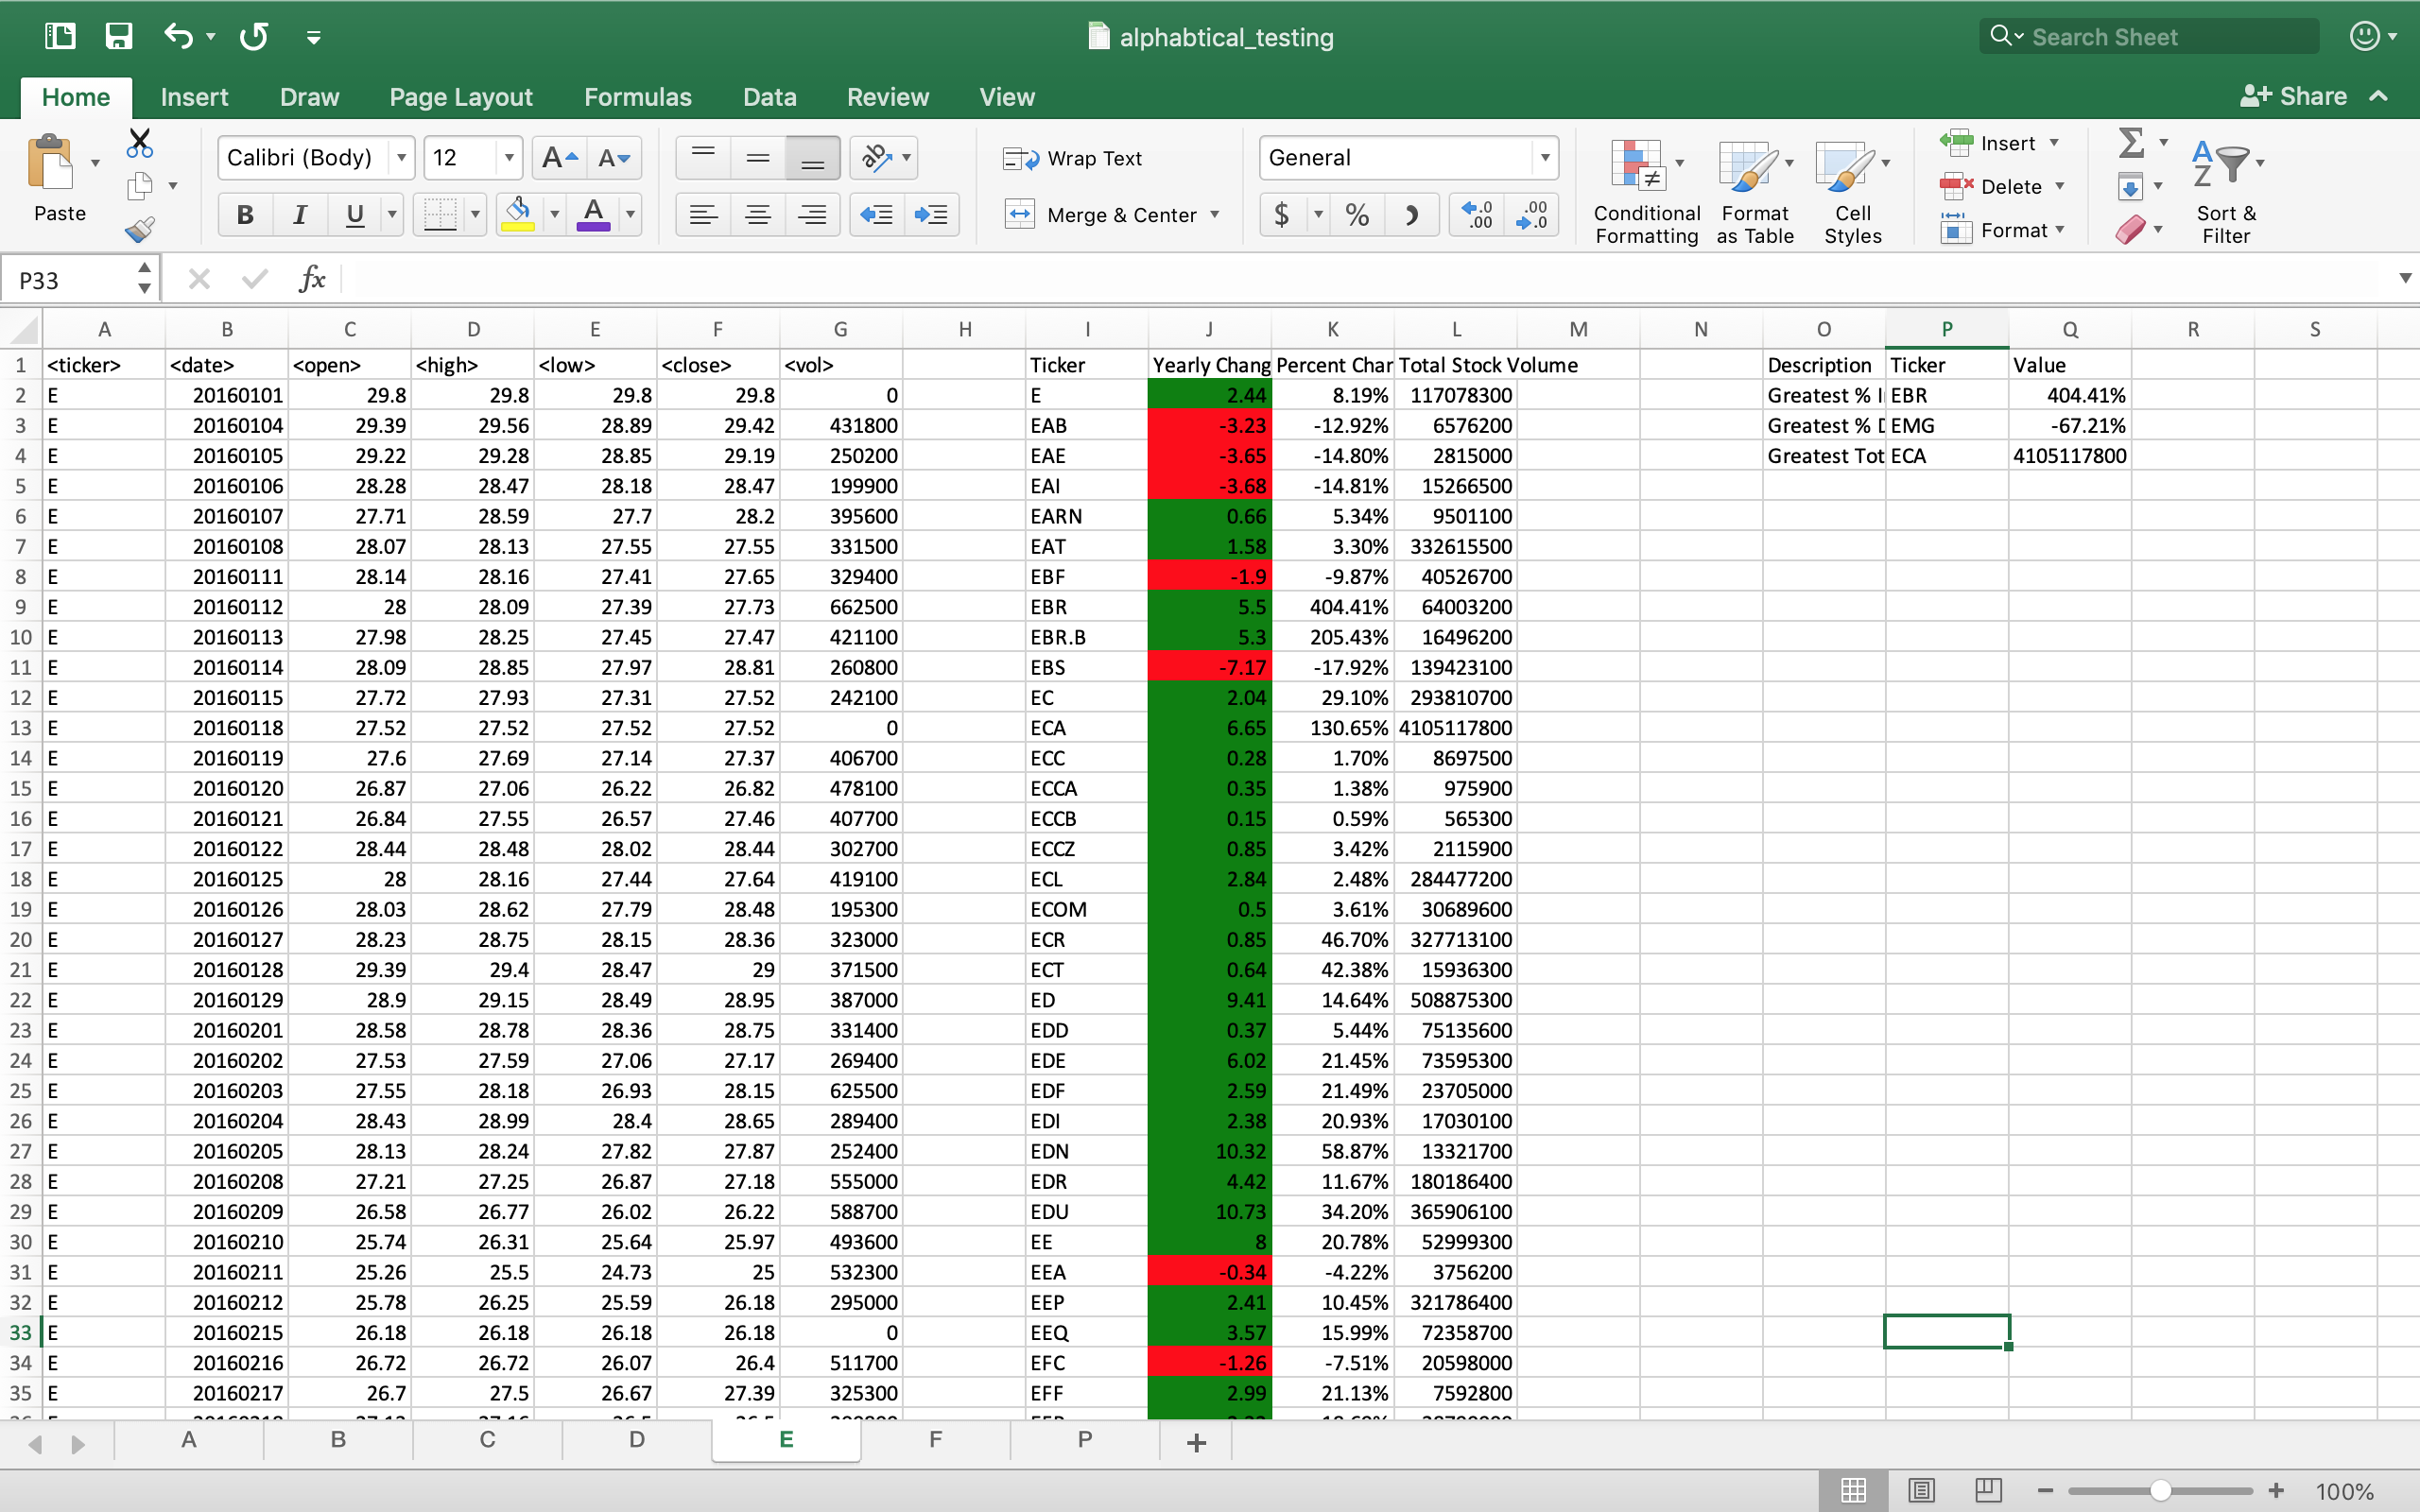 alphabtical_testing
Search Sheet
Home Insert Draw Page Layout Formulas Data Review View
Share
Paste
Calibri (Body) 12
Wrap Text
Merge & Center
General
Conditional Formatting
Format as Table
Cell Styles
Insert
Delete
Format
Sort & Filter
P33
fx
A B C D E F G H I J K L M N O P Q R S
1 <ticker> <date> <open> <high> <low> <close> <vol> Ticker Yearly Chang Percent Char Total Stock Volume Description Ticker Value
2 E 20160101 29.8 29.8 29.8 29.8 0 E 2.44 8.19% 117078300 Greatest % I EBR 404.41%
3 E 20160104 29.39 29.56 28.89 29.42 431800 EAB -3.23 -12.92% 6576200 Greatest % D EMG -67.21%
4 E 20160105 29.22 29.28 28.85 29.19 250200 EAE -3.65 -14.80% 2815000 Greatest Tot ECA 4105117800
5 E 20160106 28.28 28.47 28.18 28.47 199900 EAI -3.68 -14.81% 15266500
6 E 20160107 27.71 28.59 27.7 28.2 395600 EARN 0.66 5.34% 9501100
7 E 20160108 28.07 28.13 27.55 27.55 331500 EAT 1.58 3.30% 332615500
8 E 20160111 28.14 28.16 27.41 27.65 329400 EBF -1.9 -9.87% 40526700
9 E 20160112 28 28.09 27.39 27.73 662500 EBR 5.5 404.41% 64003200
10 E 20160113 27.98 28.25 27.45 27.47 421100 EBR.B 5.3 205.43% 16496200
11 E 20160114 28.09 28.85 27.97 28.81 260800 EBS -7.17 -17.92% 139423100
12 E 20160115 27.72 27.93 27.31 27.52 242100 EC 2.04 29.10% 293810700
13 E 20160118 27.52 27.52 27.52 27.52 0 ECA 6.65 130.65% 4105117800
14 E 20160119 27.6 27.69 27.14 27.37 406700 ECC 0.28 1.70% 8697500
15 E 20160120 26.87 27.06 26.22 26.82 478100 ECCA 0.35 1.38% 975900
16 E 20160121 26.84 27.55 26.57 27.46 407700 ECCB 0.15 0.59% 565300
17 E 20160122 28.44 28.48 28.02 28.44 302700 ECCZ 0.85 3.42% 2115900
18 E 20160125 28 28.16 27.44 27.64 419100 ECL 2.84 2.48% 284477200
19 E 20160126 28.03 28.62 27.79 28.48 195300 ECOM 0.5 3.61% 30689600
20 E 20160127 28.23 28.75 28.15 28.36 323000 ECR 0.85 46.70% 327713100
21 E 20160128 29.39 29.4 28.47 29 371500 ECT 0.64 42.38% 15936300
22 E 20160129 28.9 29.15 28.49 28.95 387000 ED 9.41 14.64% 508875300
23 E 20160201 28.58 28.78 28.36 28.75 331400 EDD 0.37 5.44% 75135600
24 E 20160202 27.53 27.59 27.06 27.17 269400 EDE 6.02 21.45% 73595300
25 E 20160203 27.55 28.18 26.93 28.15 625500 EDF 2.59 21.49% 23705000
26 E 20160204 28.43 28.99 28.4 28.65 289400 EDI 2.38 20.93% 17030100
27 E 20160205 28.13 28.24 27.82 27.87 252400 EDN 10.32 58.87% 13321700
28 E 20160208 27.21 27.25 26.87 27.18 555000 EDR 4.42 11.67% 180186400
29 E 20160209 26.58 26.77 26.02 26.22 588700 EDU 10.73 34.20% 365906100
30 E 20160210 25.74 26.31 25.64 25.97 493600 EE 8 20.78% 52999300
31 E 20160211 25.26 25.5 24.73 25 532300 EEA -0.34 -4.22% 3756200
32 E 20160212 25.78 26.25 25.59 26.18 295000 EEP 2.41 10.45% 321786400
33 E 20160215 26.18 26.18 26.18 26.18 0 EEQ 3.57 15.99% 72358700
34 E 20160216 26.72 26.72 26.07 26.4 511700 EFC -1.26 -7.51% 20598000
35 E 20160217 26.7 27.5 26.67 27.39 325300 EFF 2.99 21.13% 7592800
A B C D E F P
100%